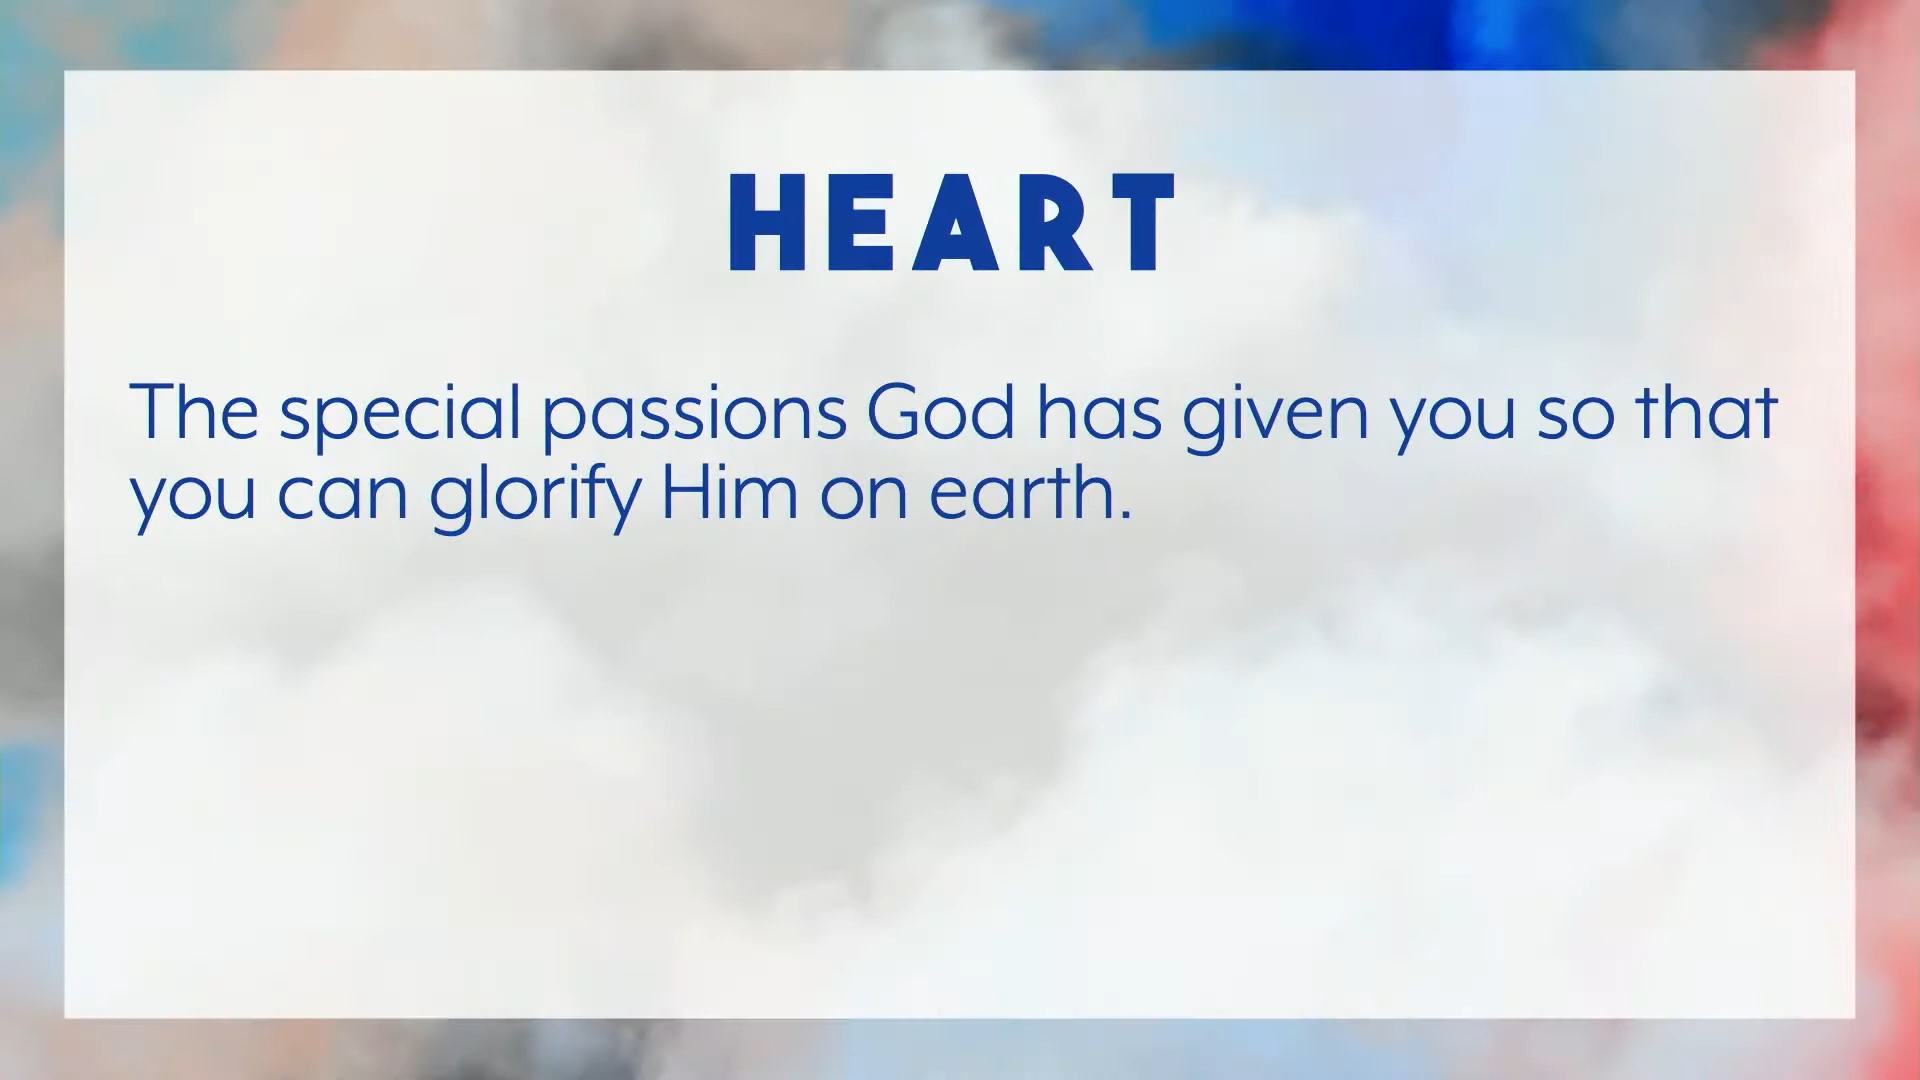 HEART
The special passions God has given you so that
you can glorify Him on earth.